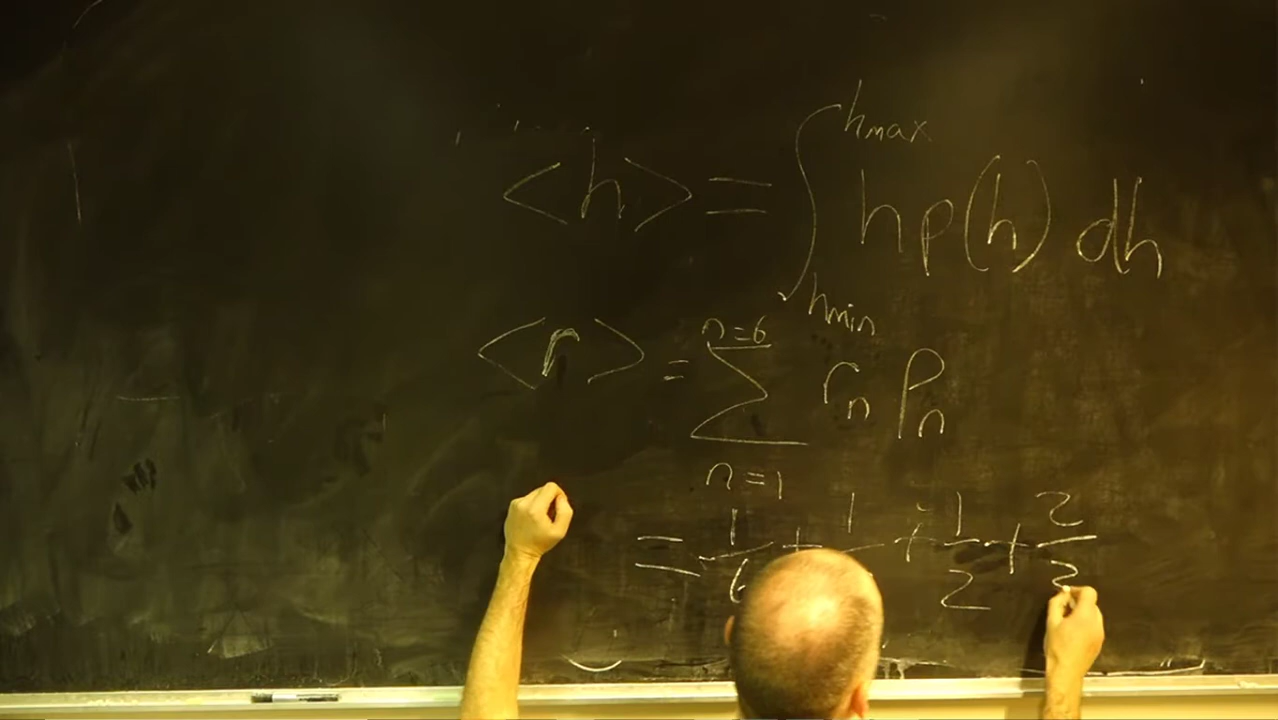 <h> = ∫_{hmin}^{hmax} h p(h) dh
<r> = Σ_{n=1}^{n=6} r_n p_n
= 1/6 + 1/ + 1/2 + 2/3